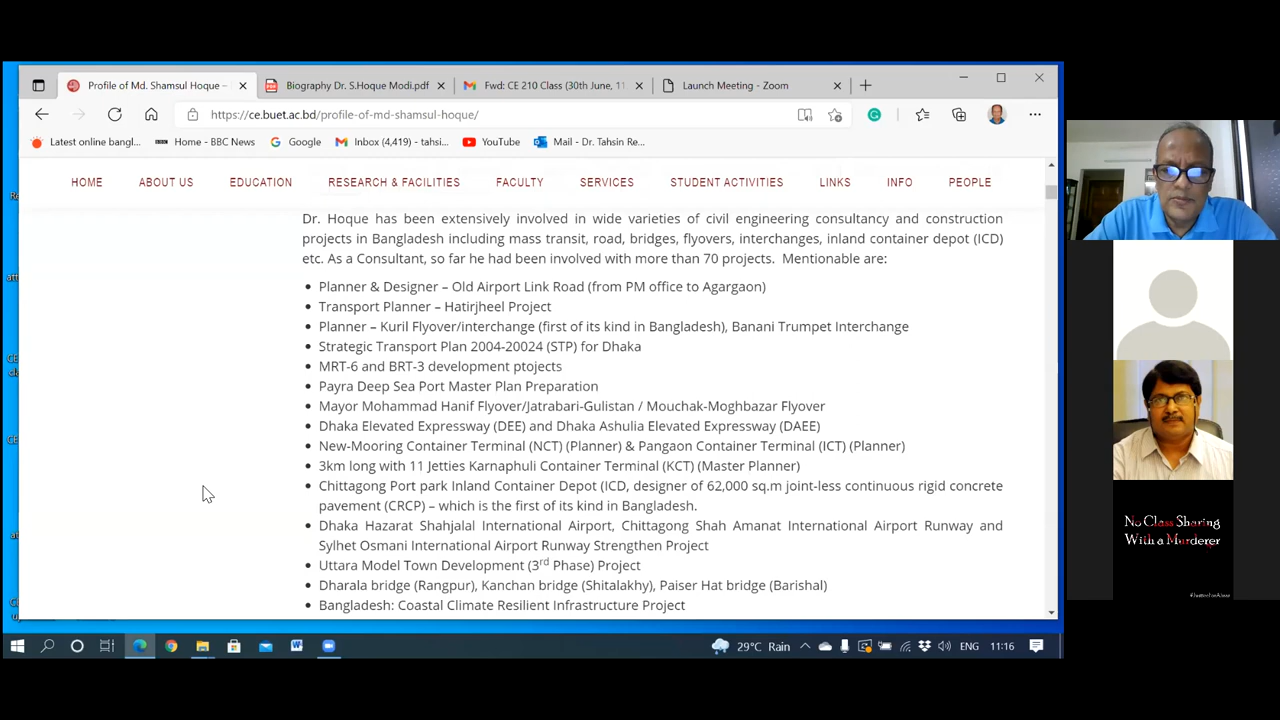 Profile of Md. Shamsul Hoque –
Biography Dr. S.Hoque Modi.pdf
Fwd: CE 210 Class (30th June, 11
Launch Meeting - Zoom
https://ce.buet.ac.bd/profile-of-md-shamsul-hoque/
Latest online bangl...
Home - BBC News
Google
Inbox (4,419) - tahsi...
YouTube
Mail - Dr. Tahsin Re...
HOME ABOUT US EDUCATION RESEARCH & FACILITIES FACULTY SERVICES STUDENT ACTIVITIES LINKS INFO PEOPLE
Dr. Hoque has been extensively involved in wide varieties of civil engineering consultancy and construction
projects in Bangladesh including mass transit, road, bridges, flyovers, interchanges, inland container depot (ICD)
etc. As a Consultant, so far he had been involved with more than 70 projects. Mentionable are:
• Planner & Designer – Old Airport Link Road (from PM office to Agargaon)
• Transport Planner – Hatirjheel Project
• Planner – Kuril Flyover/interchange (first of its kind in Bangladesh), Banani Trumpet Interchange
• Strategic Transport Plan 2004-20024 (STP) for Dhaka
• MRT-6 and BRT-3 development ptojects
• Payra Deep Sea Port Master Plan Preparation
• Mayor Mohammad Hanif Flyover/Jatrabari-Gulistan / Mouchak-Moghbazar Flyover
• Dhaka Elevated Expressway (DEE) and Dhaka Ashulia Elevated Expressway (DAEE)
• New-Mooring Container Terminal (NCT) (Planner) & Pangaon Container Terminal (ICT) (Planner)
• 3km long with 11 Jetties Karnaphuli Container Terminal (KCT) (Master Planner)
• Chittagong Port park Inland Container Depot (ICD, designer of 62,000 sq.m joint-less continuous rigid concrete
pavement (CRCP) – which is the first of its kind in Bangladesh.
• Dhaka Hazarat Shahjalal International Airport, Chittagong Shah Amanat International Airport Runway and
Sylhet Osmani International Airport Runway Strengthen Project
• Uttara Model Town Development (3rd Phase) Project
• Dharala bridge (Rangpur), Kanchan bridge (Shitalakhy), Paiser Hat bridge (Barishal)
• Bangladesh: Coastal Climate Resilient Infrastructure Project
29°C Rain
ENG
11:16
No Class Sharing
With a Murderer